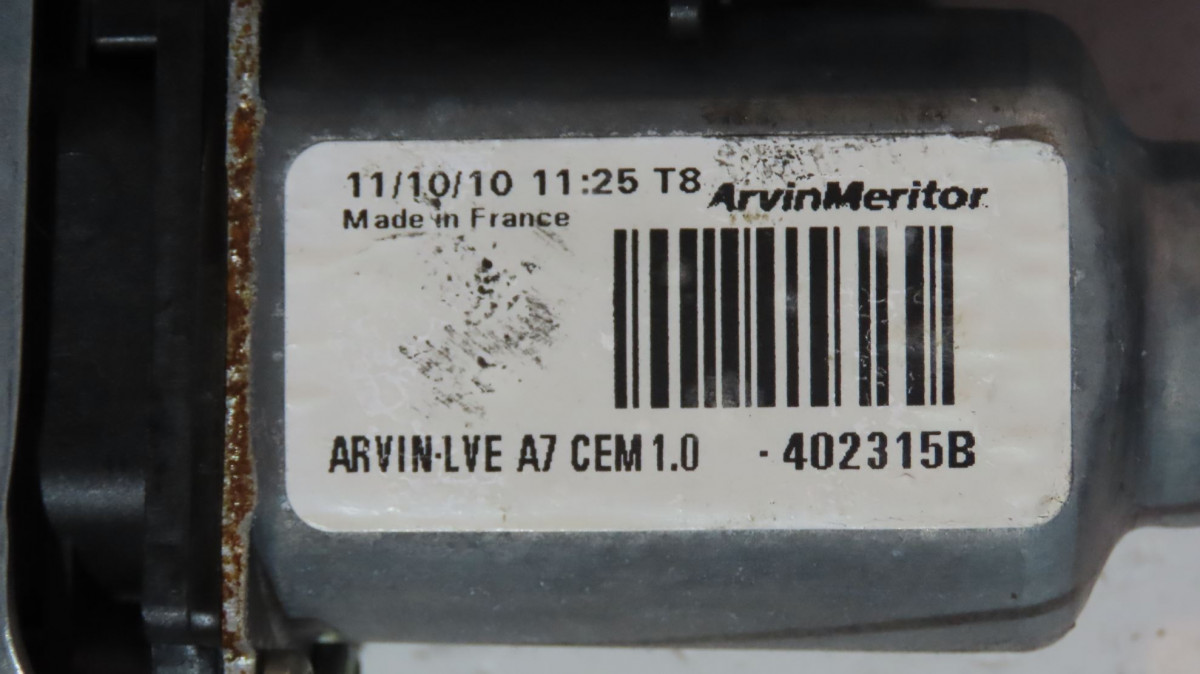 11/10/10 11:25 T8 ArvinMeritor
Made in France
ARVIN-LVE A7 CEM 1.0 - 402315B